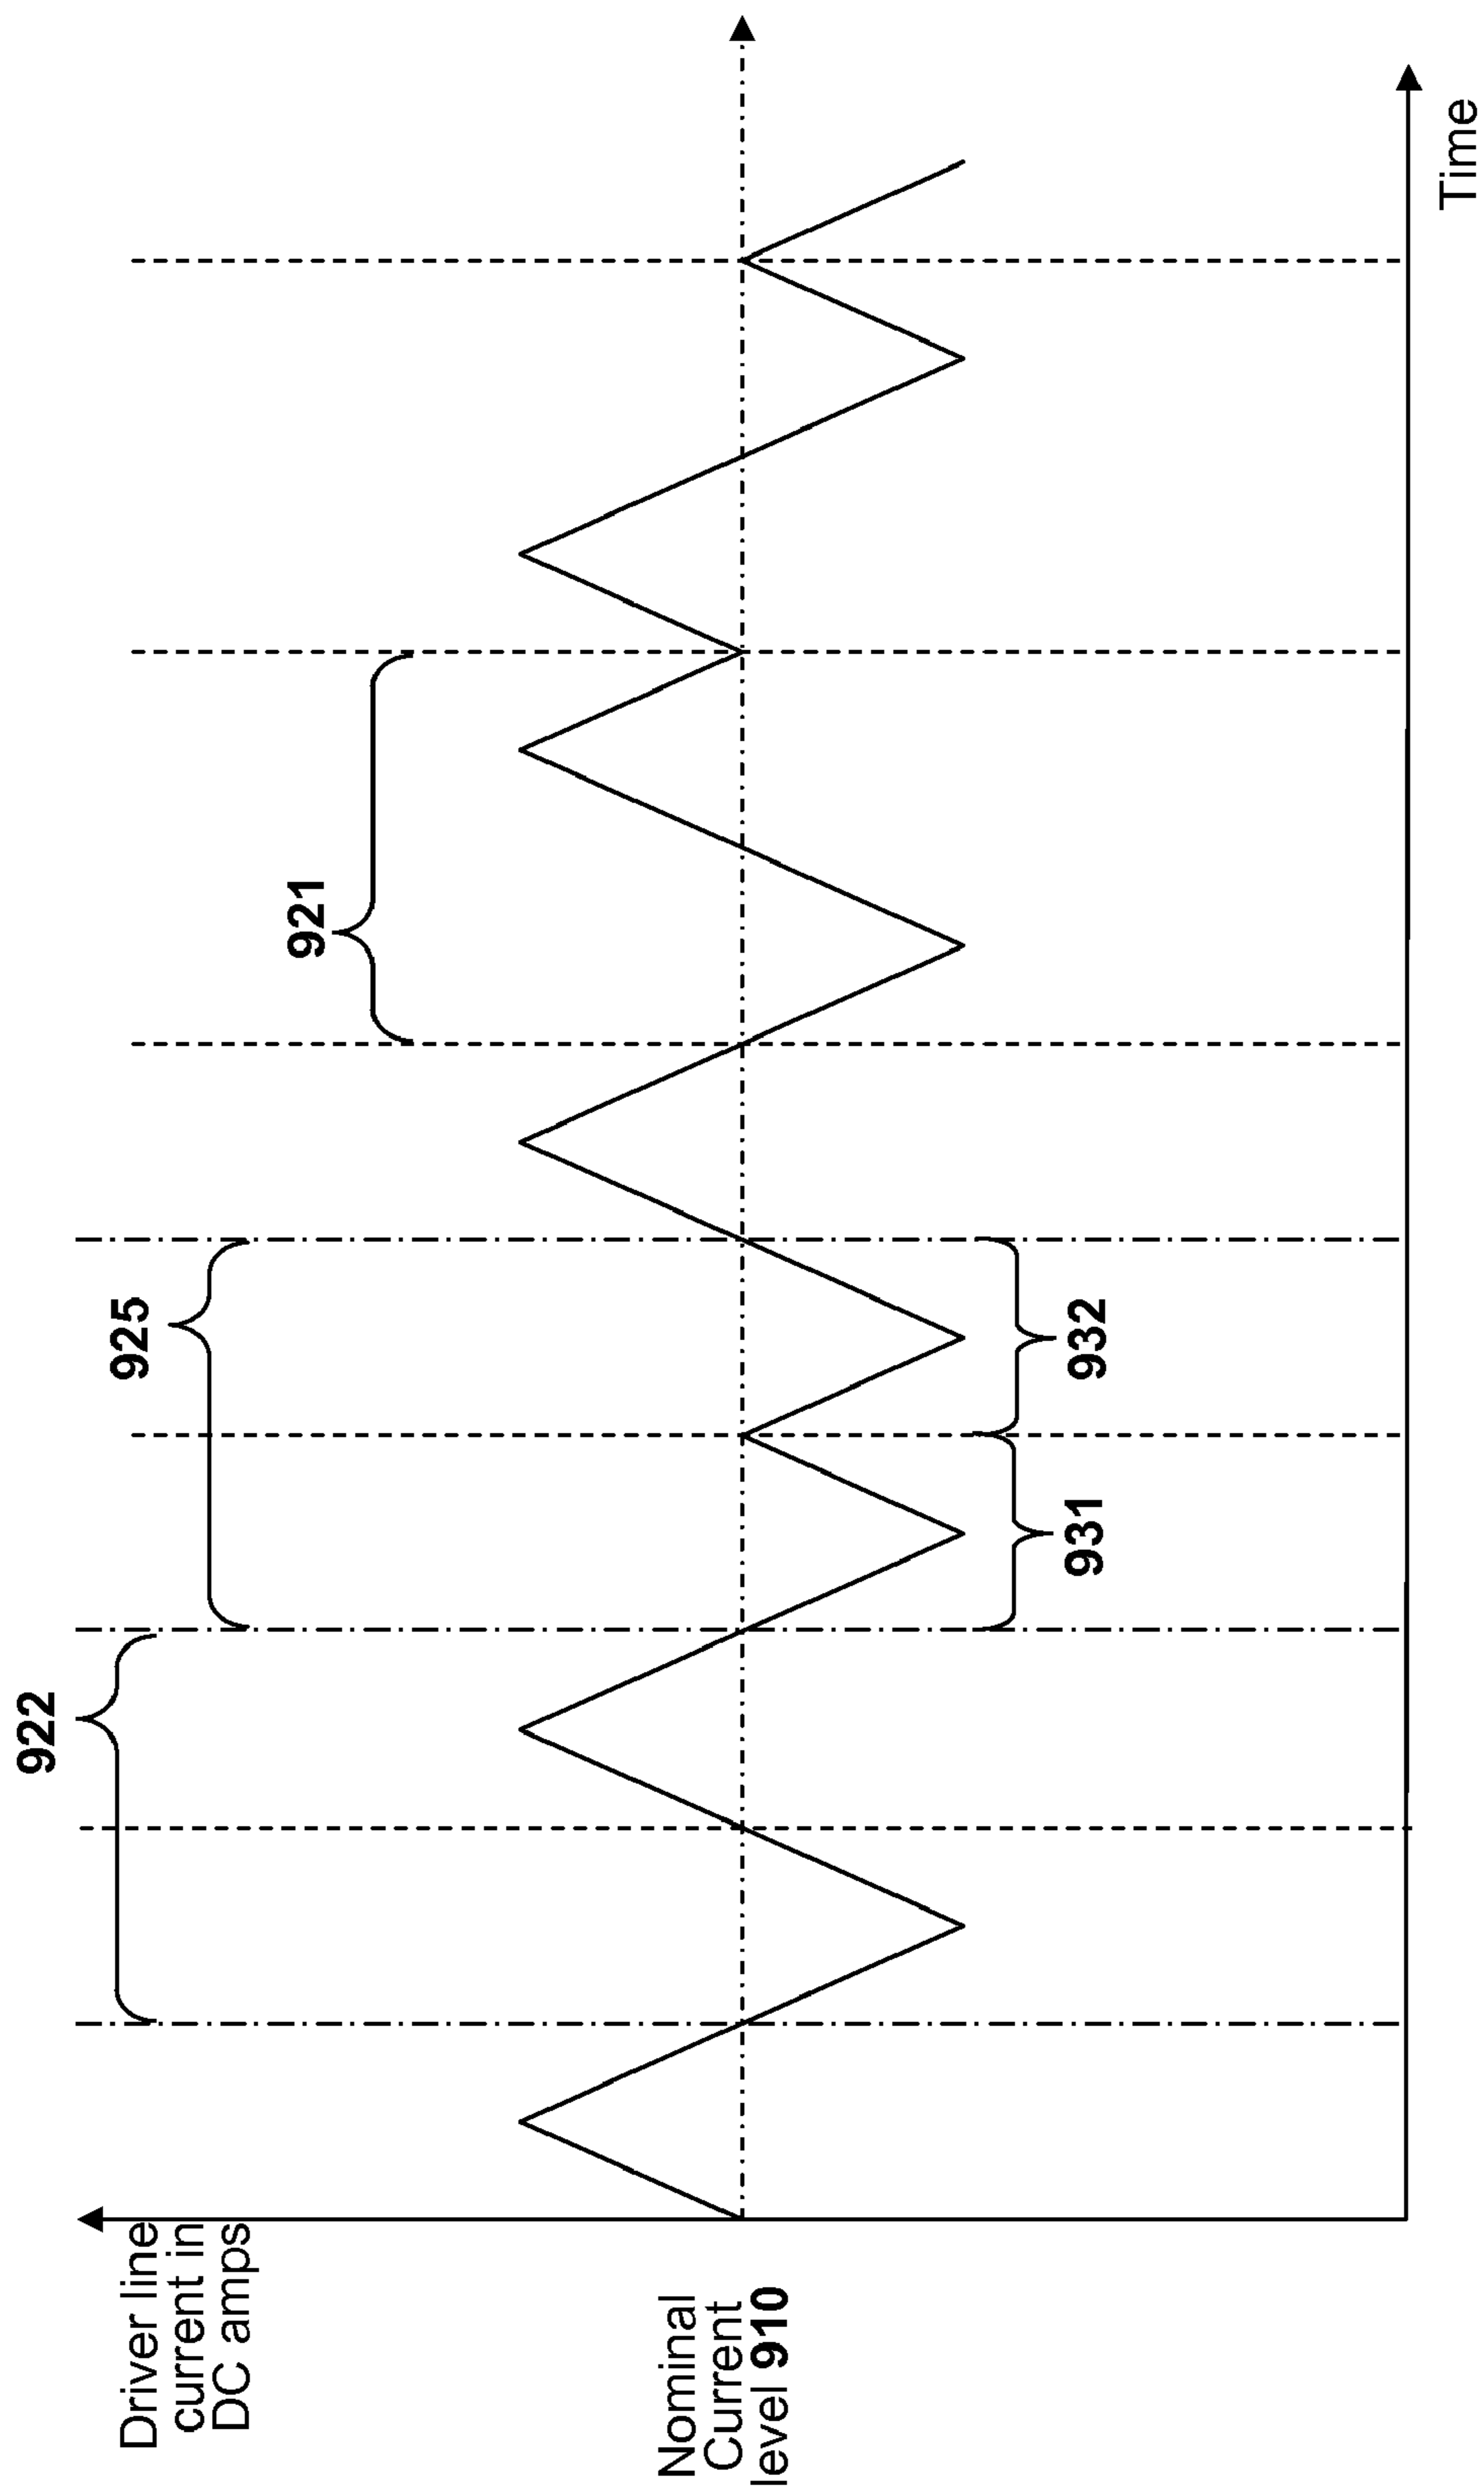 922
925
921
Driver line
current in
DC amps
Nominal
Current
level 910
931
932
Time